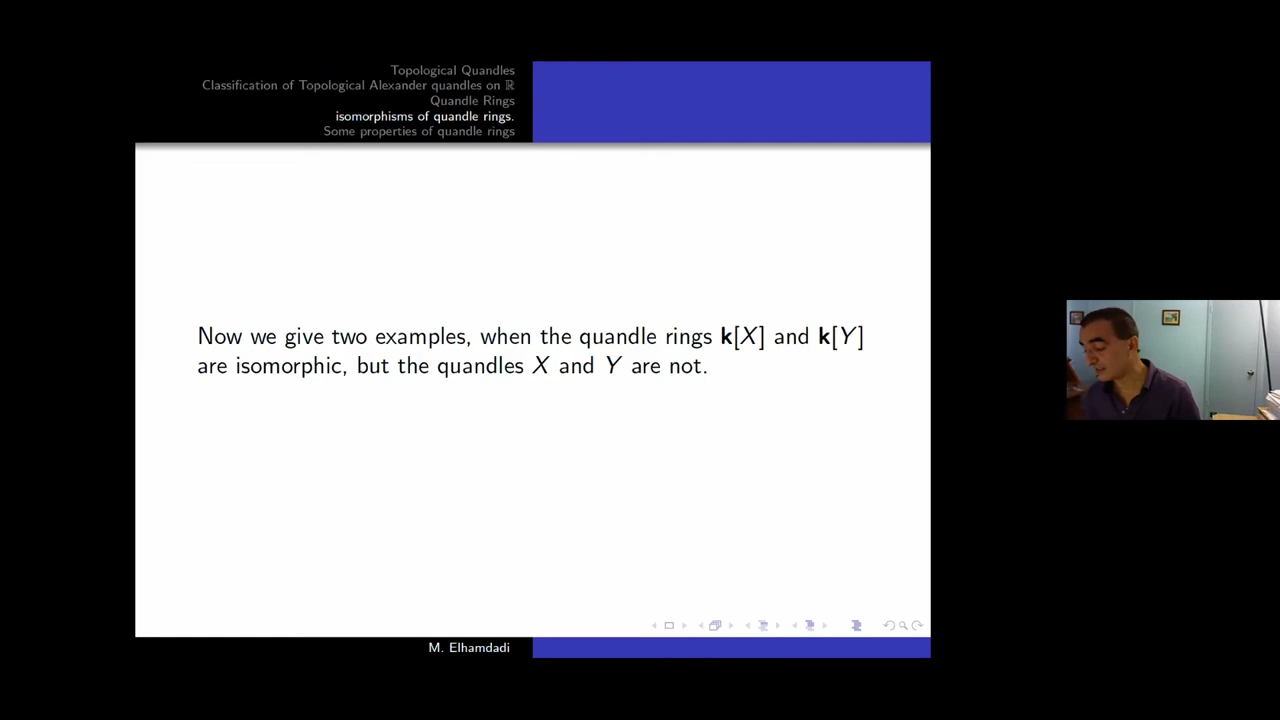 Topological Quandles
Classification of Topological Alexander quandles on ℝ
Quandle Rings
isomorphisms of quandle rings.
Some properties of quandle rings
Now we give two examples, when the quandle rings k[X] and k[Y]
are isomorphic, but the quandles X and Y are not.
M. Elhamdadi